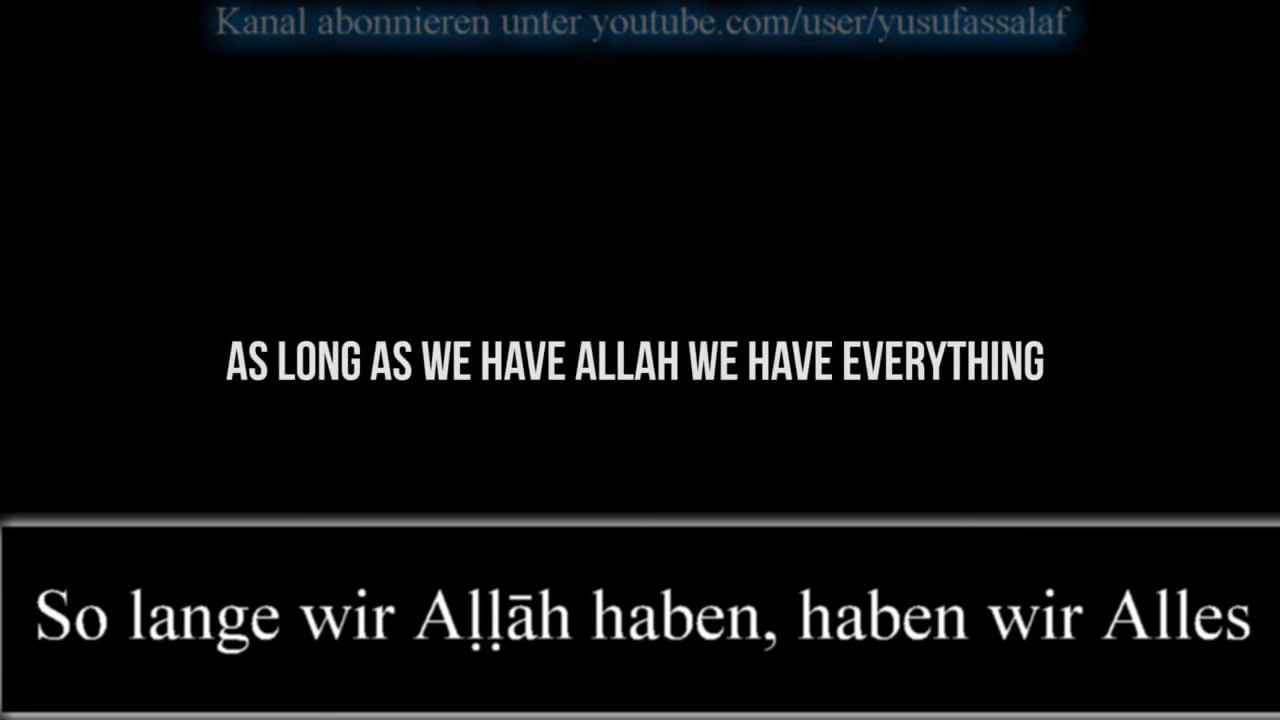 Kanal abonnieren unter youtube.com/user/yusufassalaf
AS LONG AS WE HAVE ALLAH WE HAVE EVERYTHING
So lange wir Aḷḷāh haben, haben wir Alles